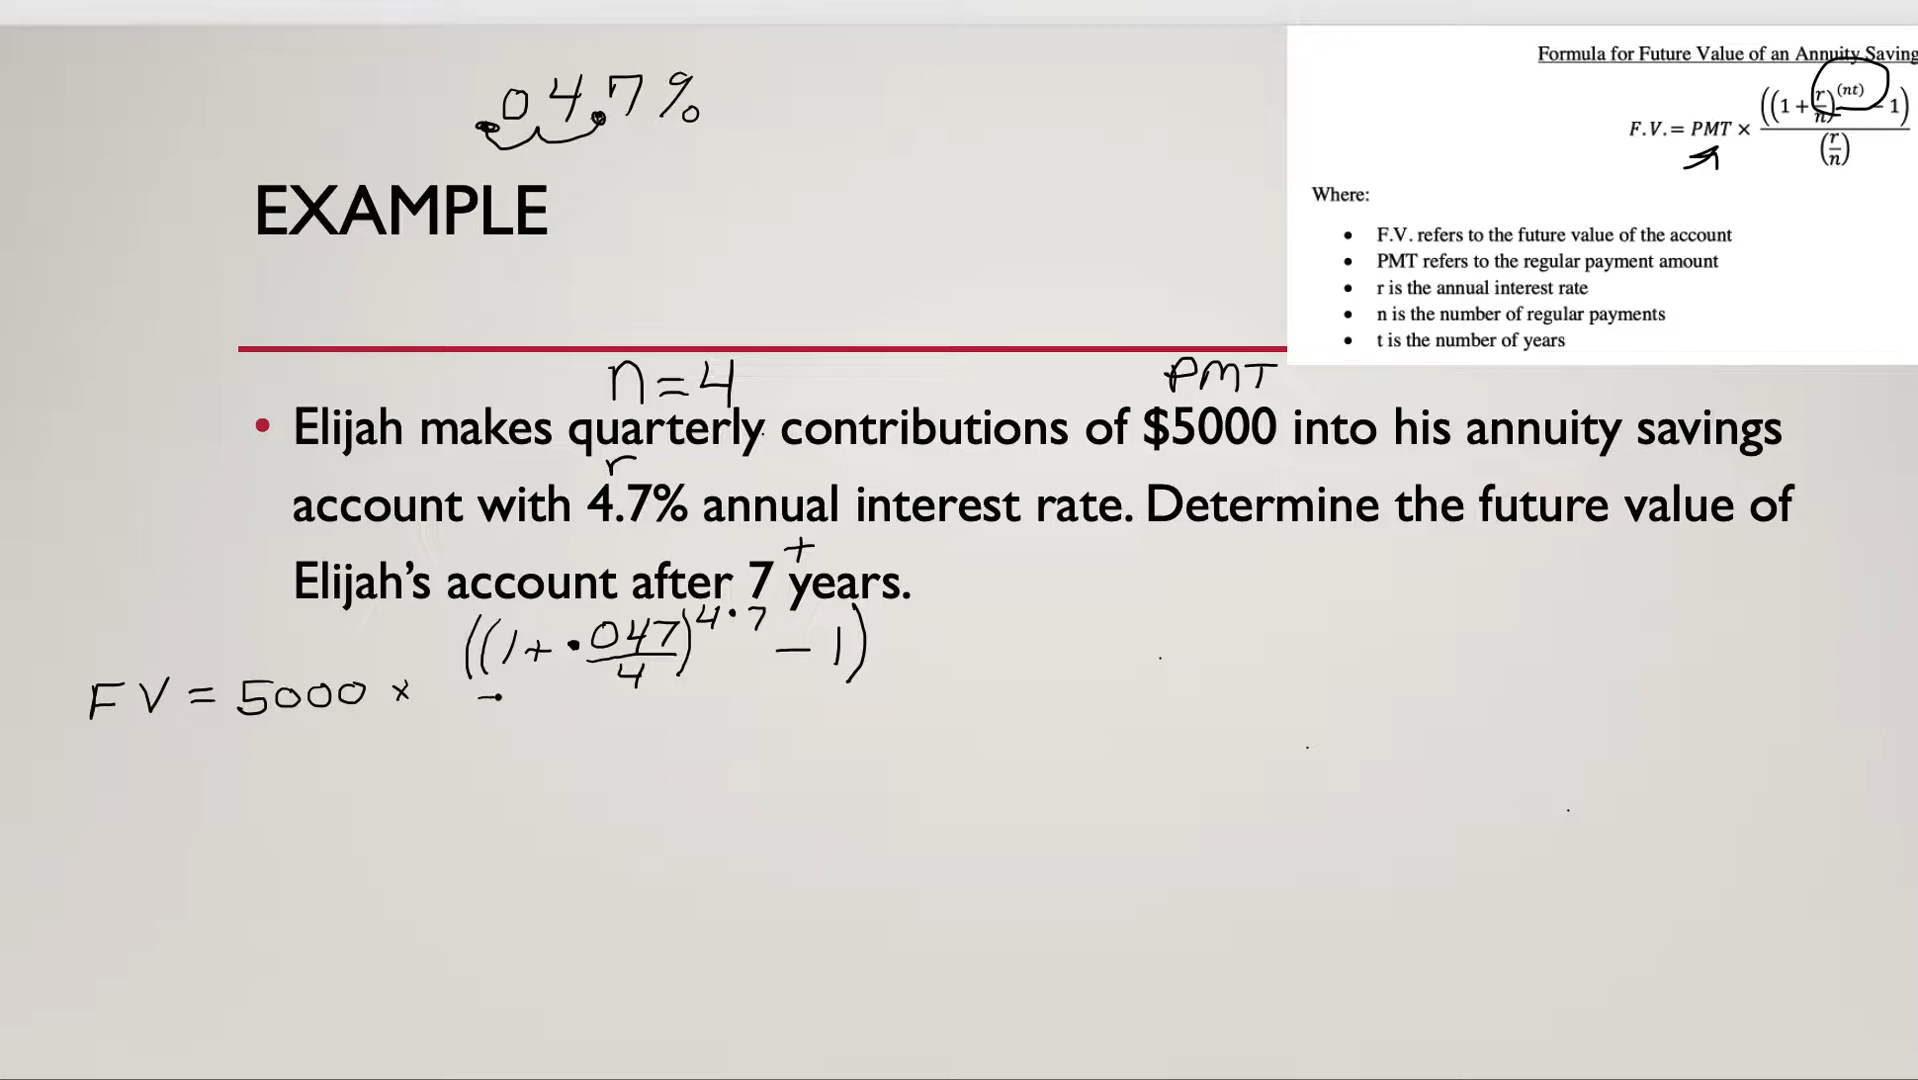 04.7%
Formula for Future Value of an Annuity Saving
F.V.= PMT × ((1 + r/n)^(nt) − 1) / (r/n)
EXAMPLE
Where:
• F.V. refers to the future value of the account
• PMT refers to the regular payment amount
• r is the annual interest rate
• n is the number of regular payments
• t is the number of years
n=4
PMT
• Elijah makes quarterly contributions of $5000 into his annuity savings
r
account with 4.7% annual interest rate. Determine the future value of
t
Elijah’s account after 7 years.
((1+.047/4)^4·7 − 1)
FV = 5000 ×